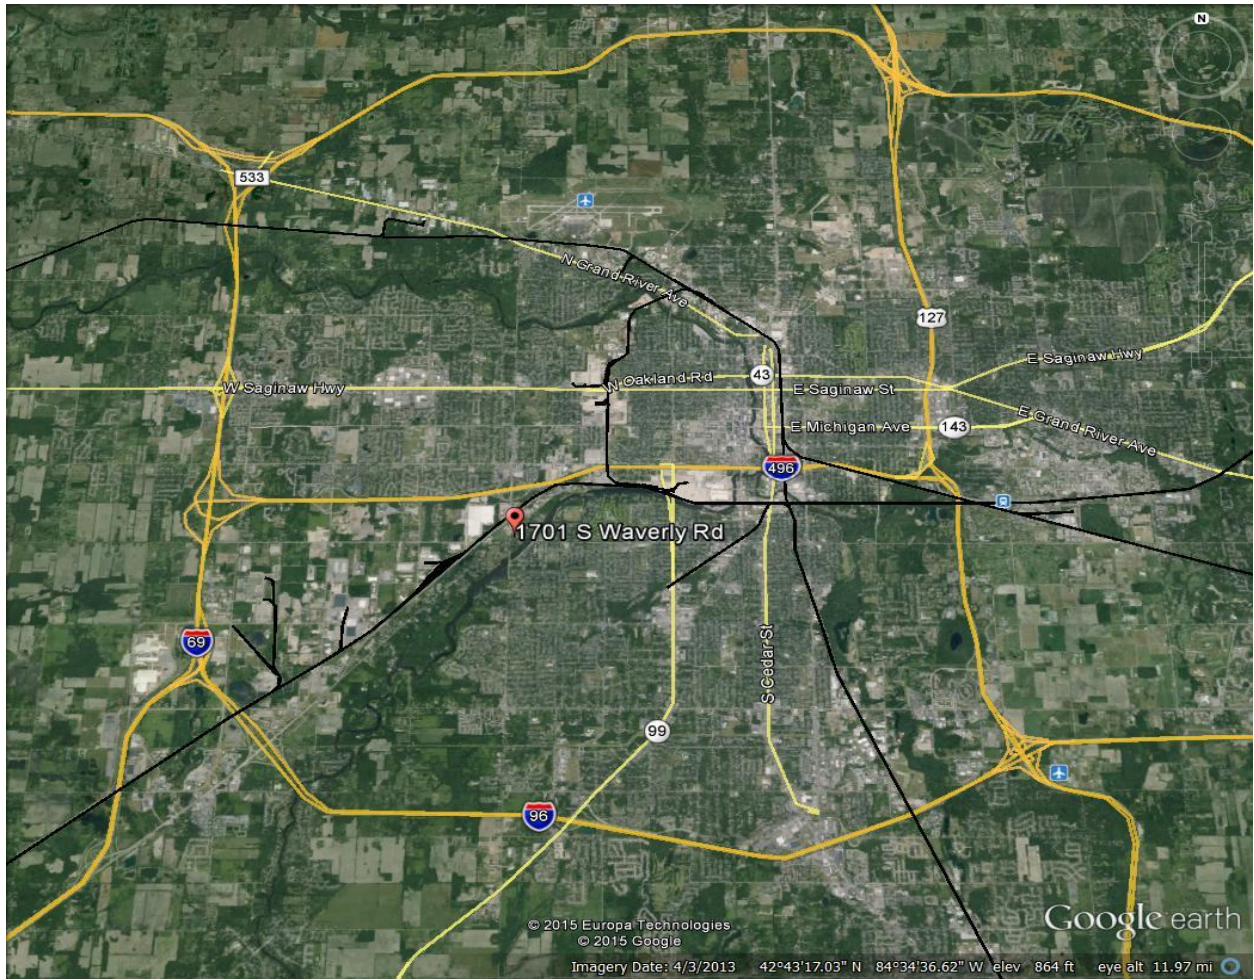 N
533
N Grand River Ave
127
E Saginaw Hwy
W Saginaw Hwy
N Oakland Rd
43
E Saginaw St
E Grand River Ave
E Michigan Ave
143
496
1701 S Waverly Rd
69
S Cedar St
99
96
© 2015 Europa Technologies
© 2015 Google
Google earth
Imagery Date: 4/3/2013 42°43'17.03" N 84°34'36.62" W elev 864 ft eye alt 11.97 mi